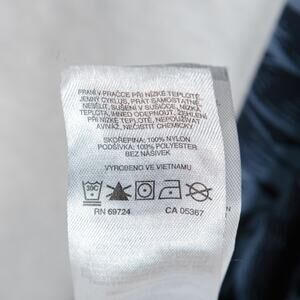 PRANÍ V PRAČCE PŘI NÍZKÉ TEPLOTĚ,
JEMNÝ CYKLUS, PRÁT SAMOSTATNĚ,
NEBĚLIT, SUŠENÍ V SUŠIČCE, NÍZKÁ
TEPLOTA, IHNED ODEJMOUT, ŽEHLENÍ
PŘI NÍZKÉ TEPLOTĚ, NEPOUŽÍVAT
AVIVÁŽ, NEČISTIT CHEMICKY
SKOŘEPINA: 100% NYLON
PODŠÍVKA: 100% POLYESTER
BEZ NÁŠIVEK
VYROBENO VE VIETNAMU
30C
RN 69724 CA 05367